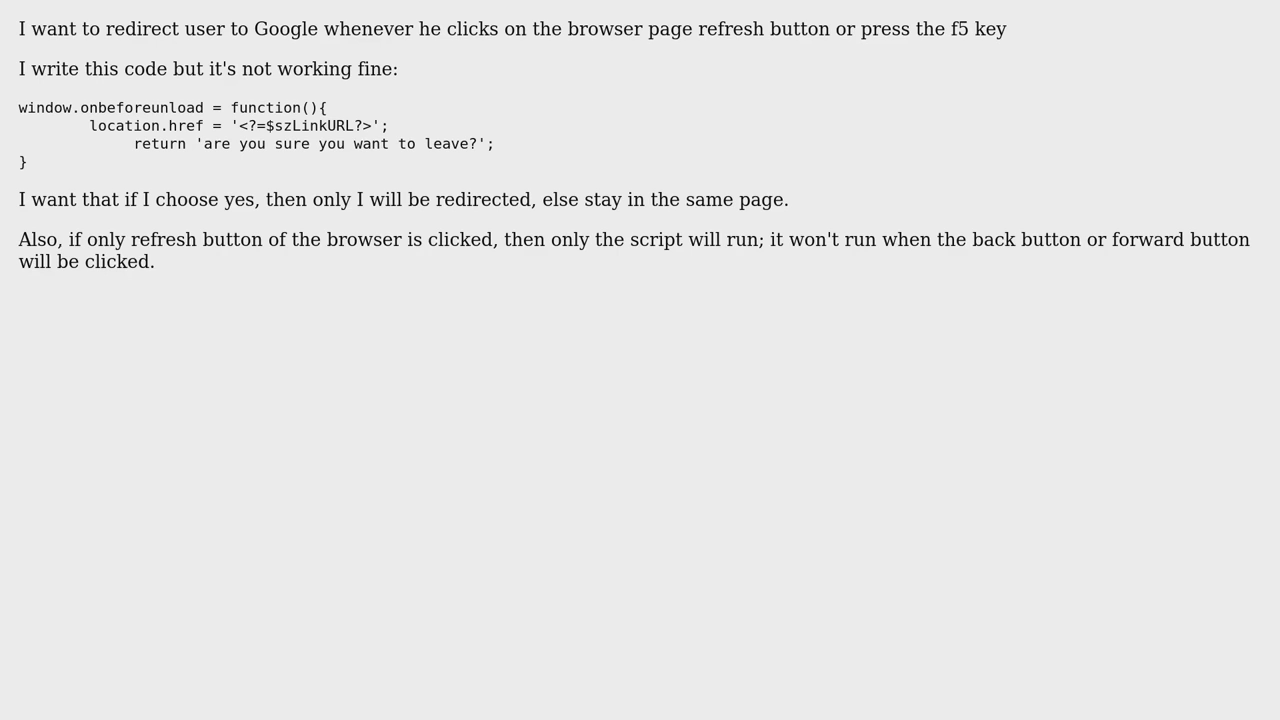 I want to redirect user to Google whenever he clicks on the browser page refresh button or press the f5 key
I write this code but it's not working fine:
window.onbeforeunload = function(){
        location.href = '<?=$szLinkURL?>';
             return 'are you sure you want to leave?';
}
I want that if I choose yes, then only I will be redirected, else stay in the same page.
Also, if only refresh button of the browser is clicked, then only the script will run; it won't run when the back button or forward button
will be clicked.